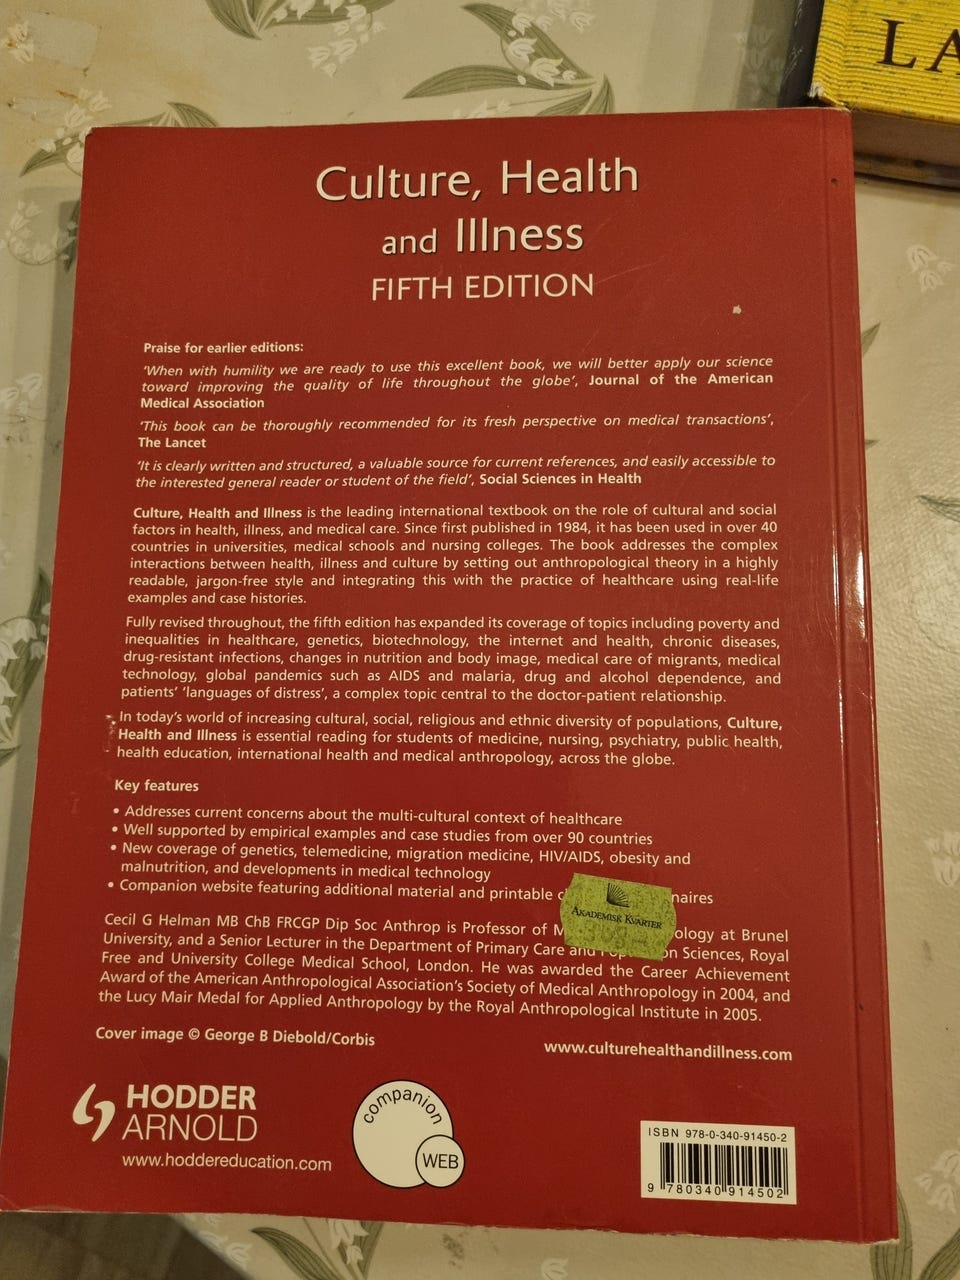 LA
Culture, Health
and Illness
FIFTH EDITION
Praise for earlier editions:
'When with humility we are ready to use this excellent book, we will better apply our science
toward improving the quality of life throughout the globe', Journal of the American
Medical Association
'This book can be thoroughly recommended for its fresh perspective on medical transactions',
The Lancet
'It is clearly written and structured, a valuable source for current references, and easily accessible to
the interested general reader or student of the field', Social Sciences in Health
Culture, Health and Illness is the leading international textbook on the role of cultural and social
factors in health, illness, and medical care. Since first published in 1984, it has been used in over 40
countries in universities, medical schools and nursing colleges. The book addresses the complex
interactions between health, illness and culture by setting out anthropological theory in a highly
readable, jargon-free style and integrating this with the practice of healthcare using real-life
examples and case histories.
Fully revised throughout, the fifth edition has expanded its coverage of topics including poverty and
inequalities in healthcare, genetics, biotechnology, the internet and health, chronic diseases,
drug-resistant infections, changes in nutrition and body image, medical care of migrants, medical
technology, global pandemics such as AIDS and malaria, drug and alcohol dependence, and
patients' 'languages of distress', a complex topic central to the doctor-patient relationship.
In today's world of increasing cultural, social, religious and ethnic diversity of populations, Culture,
Health and Illness is essential reading for students of medicine, nursing, psychiatry, public health,
health education, international health and medical anthropology, across the globe.
Key features
• Addresses current concerns about the multi-cultural context of healthcare
• Well supported by empirical examples and case studies from over 90 countries
• New coverage of genetics, telemedicine, migration medicine, HIV/AIDS, obesity and
malnutrition, and developments in medical technology
• Companion website featuring additional material and printable c naires
AKADEMISK KVARTER
Cecil G Helman MB ChB FRCGP Dip Soc Anthrop is Professor of M ology at Brunel
University, and a Senior Lecturer in the Department of Primary Care and on Sciences, Royal
Free and University College Medical School, London. He was awarded the Career Achievement
Award of the American Anthropological Association's Society of Medical Anthropology in 2004, and
the Lucy Mair Medal for Applied Anthropology by the Royal Anthropological Institute in 2005.
Cover image © George B Diebold/Corbis
www.culturehealthandillness.com
HODDER
ARNOLD
www.hoddereducation.com
companion
WEB
ISBN 978-0-340-91450-2
9 780340 914502